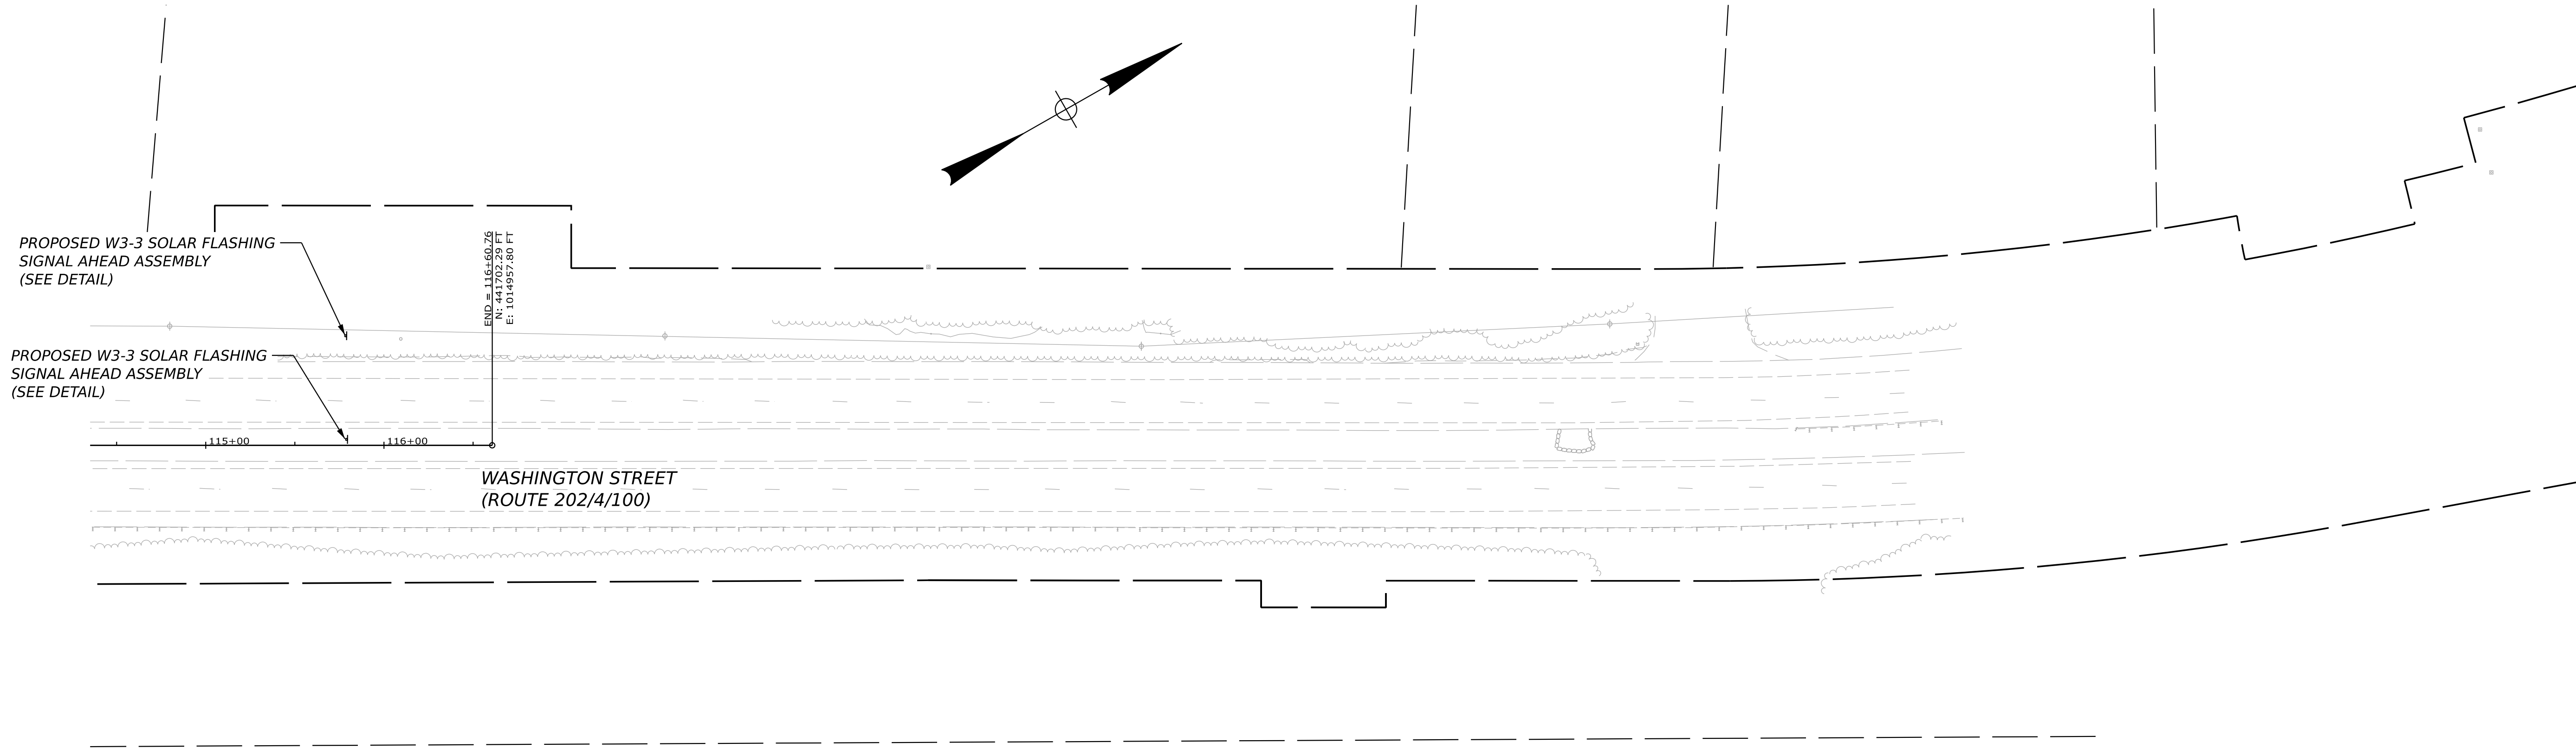 PROPOSED W3-3 SOLAR FLASHING
SIGNAL AHEAD ASSEMBLY
(SEE DETAIL)
END = 116+60.76
N: 441702.29 FT
E: 1014957.80 FT
PROPOSED W3-3 SOLAR FLASHING
SIGNAL AHEAD ASSEMBLY
(SEE DETAIL)
115+00
116+00
WASHINGTON STREET
(ROUTE 202/4/100)